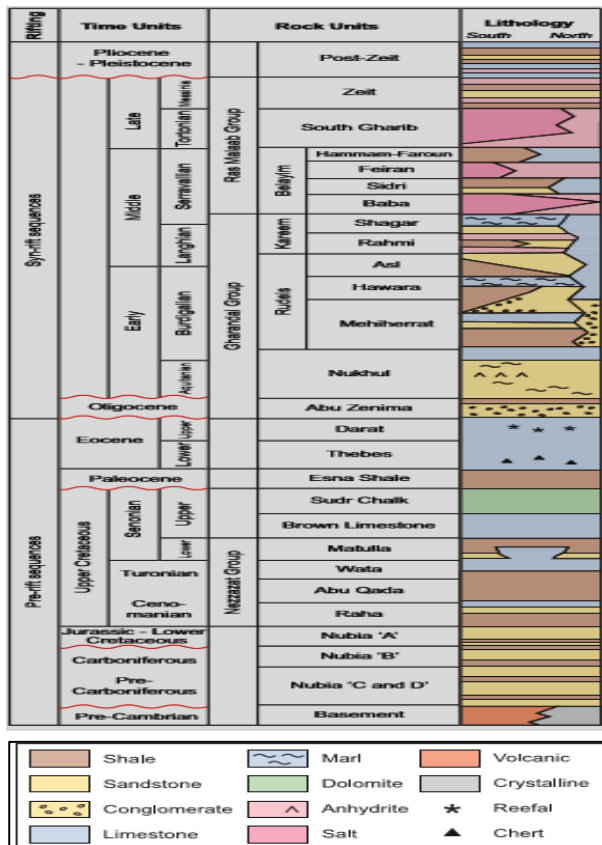 Rifting
Time Units
Rock Units
Lithology
South North
Pliocene
- Pleistocene
Post-Zeit
Syn-rift sequences
Late
Messinia
Zeit
Tortonian
Ras Malaab Group
South Gharib
Middle
Serravallian
Belayim
Hammam-Faroun
Feiran
Sidri
Baba
Langhian
Gharandal Group
Kareem
Shagar
Rahmi
Early
Burdigalian
Rudeis
Asl
Hawara
Mehiherrat
Aquitanian
Nukhul
Oligocene
Abu Zenima
Pre-rift sequences
Eocene
Upper
Darat
Lower
Thebes
Paleocene
Esna Shale
Upper Cretaceous
Senonian
Upper
Sudr Chalk
Brown Limestone
Lower
Nezzazat Group
Matulla
Turonian
Wata
Abu Qada
Ceno-
manian
Raha
Jurassic - Lower
Cretaceous
Nubia 'A'
Carboniferous
Nubia 'B'
Pre-
Carboniferous
Nubia 'C and D'
Pre-Cambrian
Basement
Shale
Marl
Volcanic
Sandstone
Dolomite
Crystalline
Conglomerate
Anhydrite
Reefal
Limestone
Salt
Chert